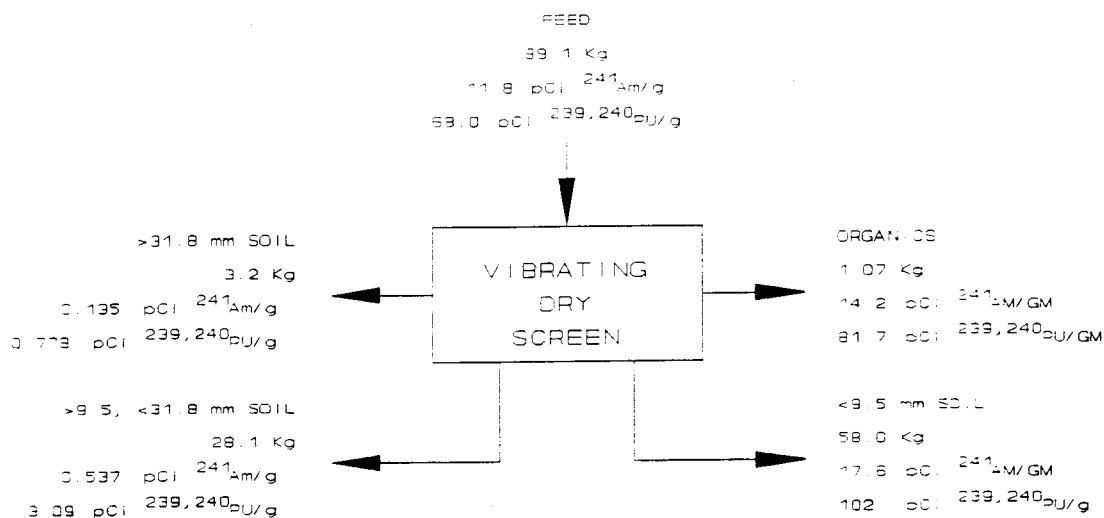 FEED
Kg
11.8 pCi 241Am/g
68.0 pCi 239,240PU/g
>31.8 mm SOIL
3.2 Kg
0.135 pCi 241Am/g
0.779 pCi 239,240PU/g
VIBRATING
DRY
SCREEN
ORGANICS
1.07 Kg
14.2 pCi 241AM/GM
81.7 pCi 239,240PU/GM
>9.5, <31.8 mm SOIL
28.1 Kg
0.537 pCi 241Am/g
3.09 pCi 239,240PU/g
<9.5 mm SOIL
58.0 Kg
17.6 pCi 241AM/GM
102 pCi 239,240PU/g